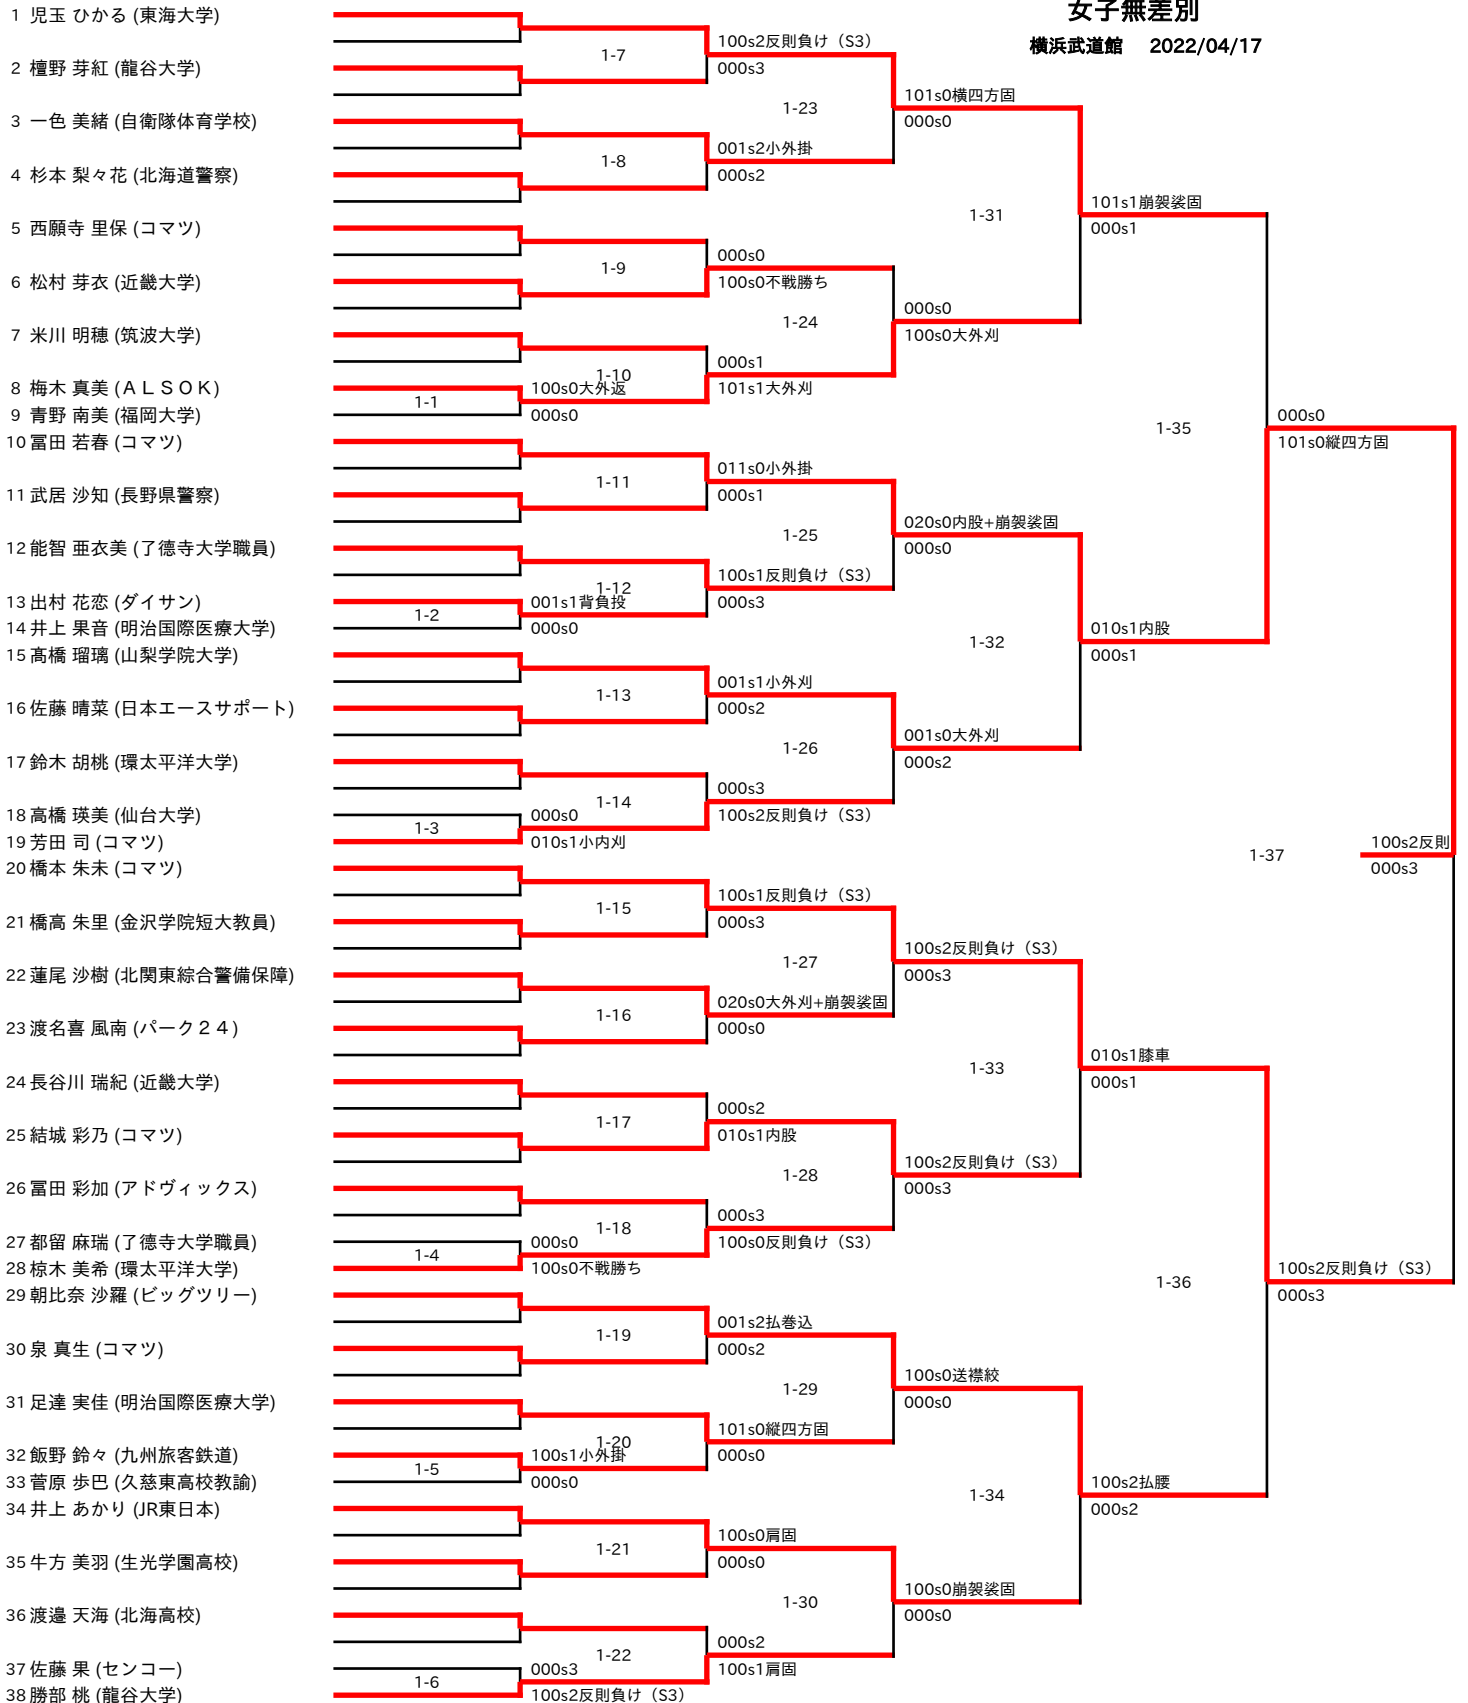 女子無差別
横浜武道館 2022/04/17
1 児玉 ひかる (東海大学)
2 檀野 芽紅 (龍谷大学)
3 一色 美緒 (自衛隊体育学校)
4 杉本 梨々花 (北海道警察)
5 西願寺 里保 (コマツ)
6 松村 芽衣 (近畿大学)
7 米川 明穂 (筑波大学)
8 梅木 真美 (ＡＬＳＯＫ)
9 青野 南美 (福岡大学)
10 冨田 若春 (コマツ)
11 武居 沙知 (長野県警察)
12 能智 亜衣美 (了德寺大学職員)
13 出村 花恋 (ダイサン)
14 井上 果音 (明治国際医療大学)
15 髙橋 瑠璃 (山梨学院大学)
16 佐藤 晴菜 (日本エースサポート)
17 鈴木 胡桃 (環太平洋大学)
18 高橋 瑛美 (仙台大学)
19 芳田 司 (コマツ)
20 橋本 朱未 (コマツ)
21 橋高 朱里 (金沢学院短大教員)
22 蓮尾 沙樹 (北関東綜合警備保障)
23 渡名喜 風南 (パーク２４)
24 長谷川 瑞紀 (近畿大学)
25 結城 彩乃 (コマツ)
26 冨田 彩加 (アドヴィックス)
27 都留 麻瑞 (了德寺大学職員)
28 椋木 美希 (環太平洋大学)
29 朝比奈 沙羅 (ビッグツリー)
30 泉 真生 (コマツ)
31 足達 実佳 (明治国際医療大学)
32 飯野 鈴々 (九州旅客鉄道)
33 菅原 歩巴 (久慈東高校教諭)
34 井上 あかり (JR東日本)
35 牛方 美羽 (生光学園高校)
36 渡邉 天海 (北海高校)
37 佐藤 果 (センコー)
38 勝部 桃 (龍谷大学)
1-1
100s0大外返
000s0
1-2
001s1背負投
000s0
1-3
000s0
010s1小内刈
1-4
000s0
100s0不戦勝ち
1-5
100s1小外掛
000s0
1-6
000s3
100s2反則負け（S3）
1-7
100s2反則負け（S3）
000s3
1-8
001s2小外掛
000s2
1-9
000s0
100s0不戦勝ち
1-10
000s1
101s1大外刈
1-11
011s0小外掛
000s1
1-12
100s1反則負け（S3）
000s3
1-13
001s1小外刈
000s2
1-14
000s3
100s2反則負け（S3）
1-15
100s1反則負け（S3）
000s3
1-16
020s0大外刈+崩袈裟固
000s0
1-17
000s2
010s1内股
1-18
000s3
100s0反則負け（S3）
1-19
001s2払巻込
000s2
1-20
101s0縦四方固
000s0
1-21
100s0肩固
000s0
1-22
000s2
100s1肩固
1-23
101s0横四方固
000s0
1-24
000s0
100s0大外刈
1-25
020s0内股+崩袈裟固
000s0
1-26
001s0大外刈
000s2
1-27
100s2反則負け（S3）
000s3
1-28
100s2反則負け（S3）
000s3
1-29
100s0送襟絞
000s0
1-30
100s0崩袈裟固
000s0
1-31
101s1崩袈裟固
000s1
1-32
010s1内股
000s1
1-33
010s1膝車
000s1
1-34
100s2払腰
000s2
1-35
000s0
101s0縦四方固
1-36
100s2反則負け（S3）
000s3
1-37
100s2反則
000s3